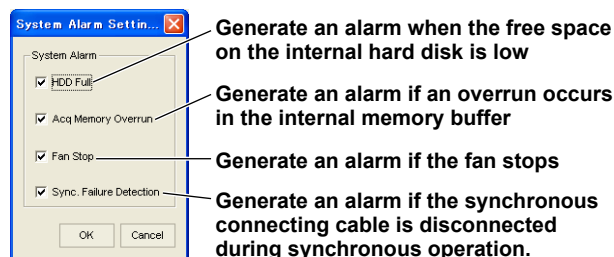 System Alarm Settin...
System Alarm
HDD Full
Acq Memory Overrun
Fan Stop
Sync. Failure Detection
OK Cancel
Generate an alarm when the free space
on the internal hard disk is low
Generate an alarm if an overrun occurs
in the internal memory buffer
Generate an alarm if the fan stops
Generate an alarm if the synchronous
connecting cable is disconnected
during synchronous operation.